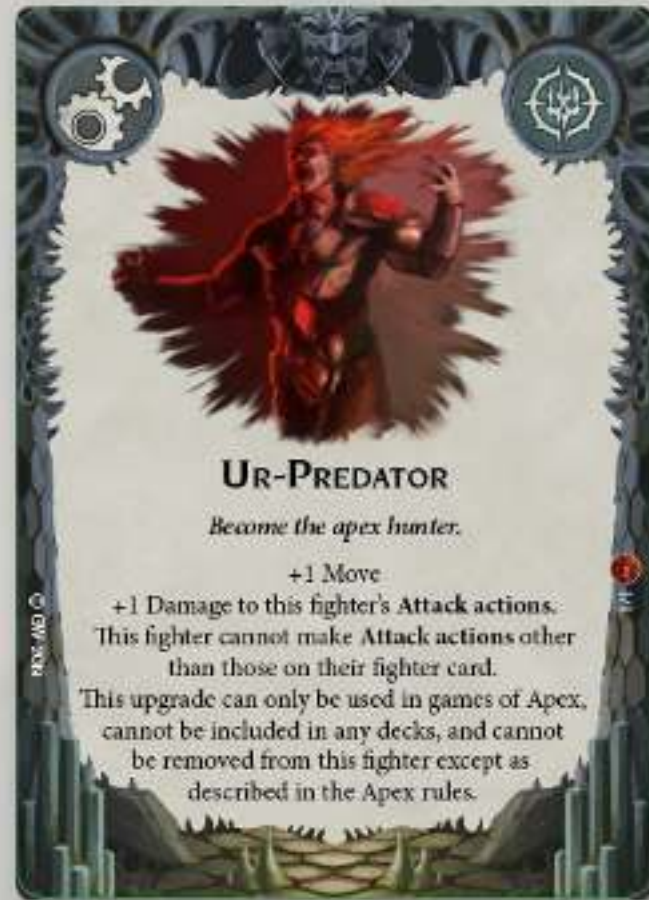 Ur-Predator
Become the apex hunter.
+1 Move
+1 Damage to this fighter's Attack actions.
This fighter cannot make Attack actions other
than those on their fighter card.
This upgrade can only be used in games of Apex,
cannot be included in any decks, and cannot
be removed from this fighter except as
described in the Apex rules.
© GW
1/1